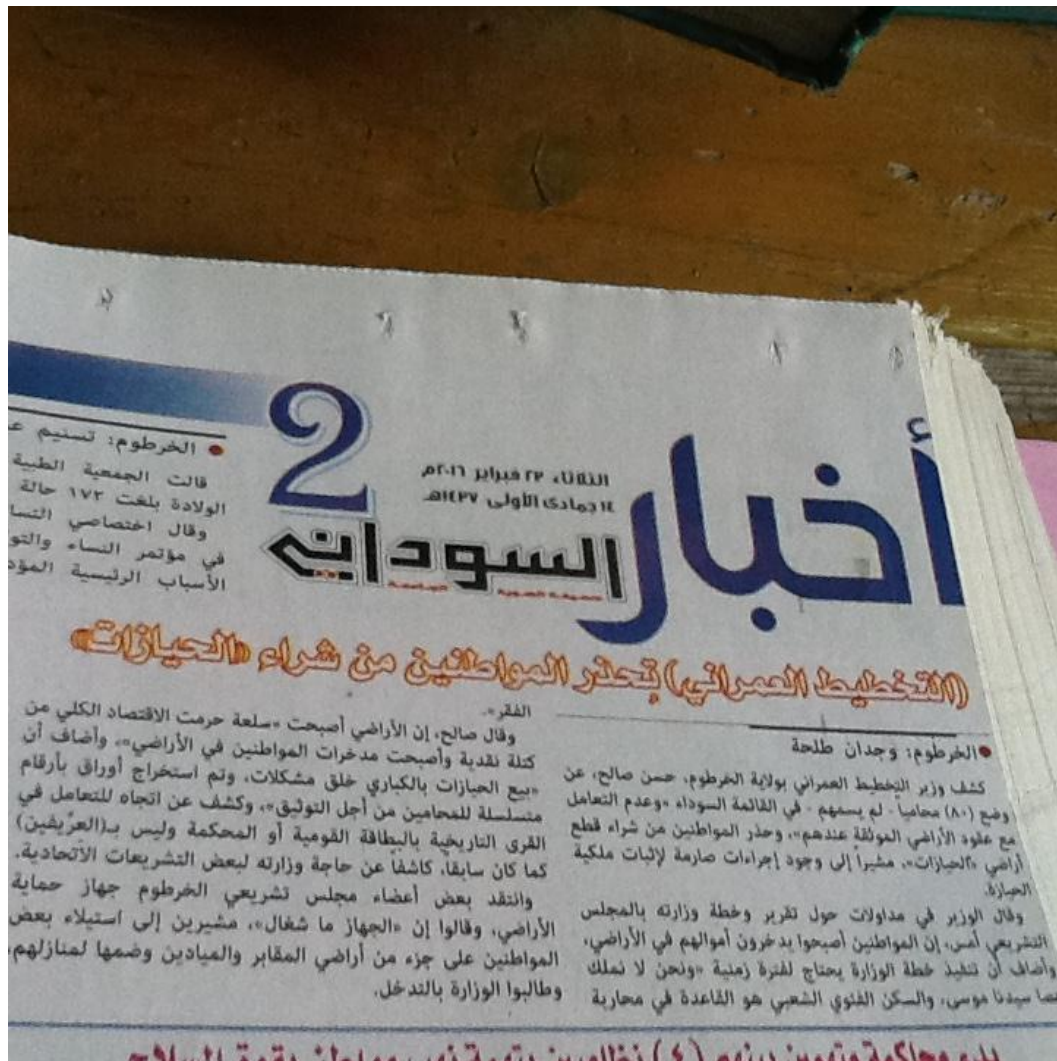 أخبار
الثلاثاء ٢٣ فبراير ٢٠١٦م
١٤ جمادى الأولى ١٤٣٧هـ
2
السوداني
(التخطيط العمراني) تحذر المواطنين من شراء «الحيازات»
●الخرطوم: وجدان طلحة
كشف وزير التخطيط العمراني بولاية الخرطوم، حسن صالح، عن
وضع (٨٠) محامياً - لم يسمهم - في القائمة السوداء «وعدم التعامل
مع عقود الأراضي الموثقة عندهم»، وحذر المواطنين من شراء قطع
أراضي «الحيازات»، مشيرا إلى وجود إجراءات صارمة لإثبات ملكية
الحيازة.
وقال الوزير في مداولات حول تقرير وخطة وزارته بالمجلس
التشريعي أمس، إن المواطنين أصبحوا يدخرون أموالهم في الأراضي،
وأضاف أن تنفيذ خطة الوزارة يحتاج لفترة زمنية «ونحن لا نملك
عصا سيدنا موسى، والسكن الفئوي الشعبي هو القاعدة في محاربة
الفقر».
وقال صالح، إن الأراضي أصبحت «سلعة حرمت الاقتصاد الكلي من
كتلة نقدية وأصبحت مدخرات المواطنين في الأراضي»، وأضاف أن
«بيع الحيازات بالكباري خلق مشكلات، وتم استخراج أوراق بأرقام
متسلسلة للمحامين من أجل التوثيق»، وكشف عن اتجاه للتعامل في
القرى التاريخية بالبطاقة القومية أو المحكمة وليس بـ(العرِّيفين)
كما كان سابقا، كاشفا عن حاجة وزارته لبعض التشريعات الاتحادية.
وانتقد بعض أعضاء مجلس تشريعي الخرطوم جهاز حماية
الأراضي، وقالوا إن «الجهاز ما شغال»، مشيرين إلى استيلاء بعض
المواطنين على جزء من أراضي المقابر والميادين وضمها لمنازلهم،
وطالبوا الوزارة بالتدخل.
● الخرطوم: تسنيم
قالت الجمعية الطبية
الولادة بلغت ١٧٣ حالة
وقال اختصاصي
في مؤتمر النساء
الأسباب الرئيسية